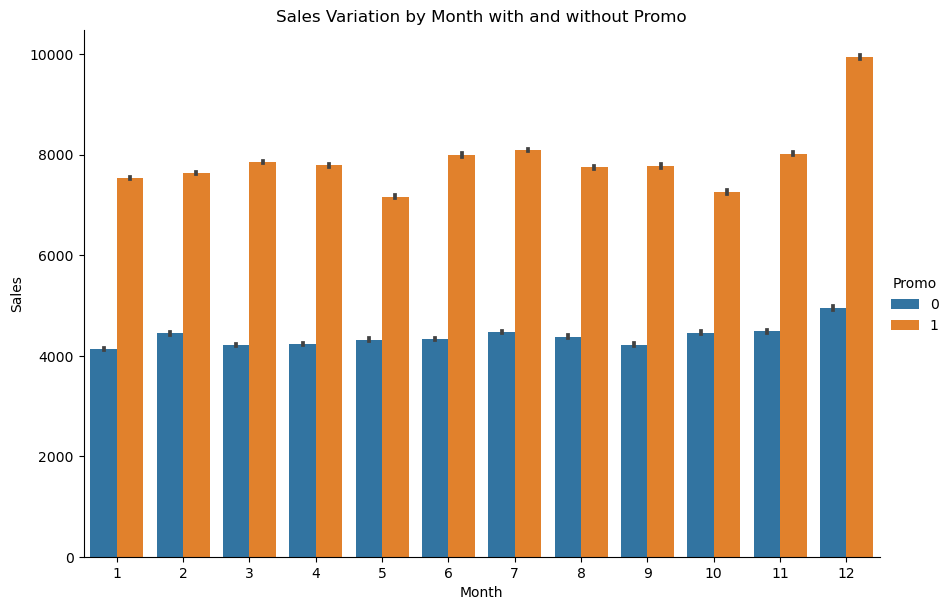 Sales Variation by Month with and without Promo
10000
8000
6000
4000
2000
0
Sales
1 2 3 4 5 6 7 8 9 10 11 12
Month
Promo
0
1